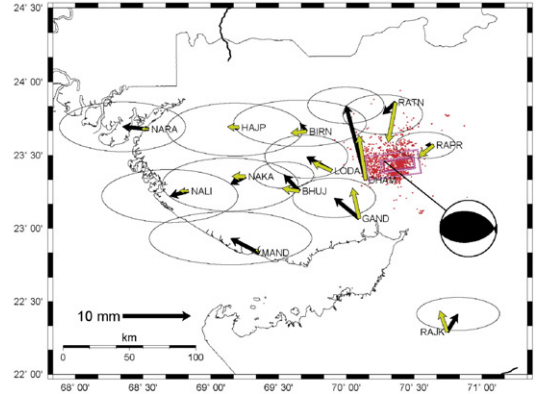 24° 30'
24° 00'
RATN
NARA
HAJP
BIRN
RAPR
23° 30'
LODA
DHAM
NAKA
NALI
BHUJ
GAND
23° 00'
MAND
22° 30'
10 mm
RAJK
km
0 50 100
22° 00'
68° 00' 68° 30' 69° 00' 69° 30' 70° 00' 70° 30' 71° 00'